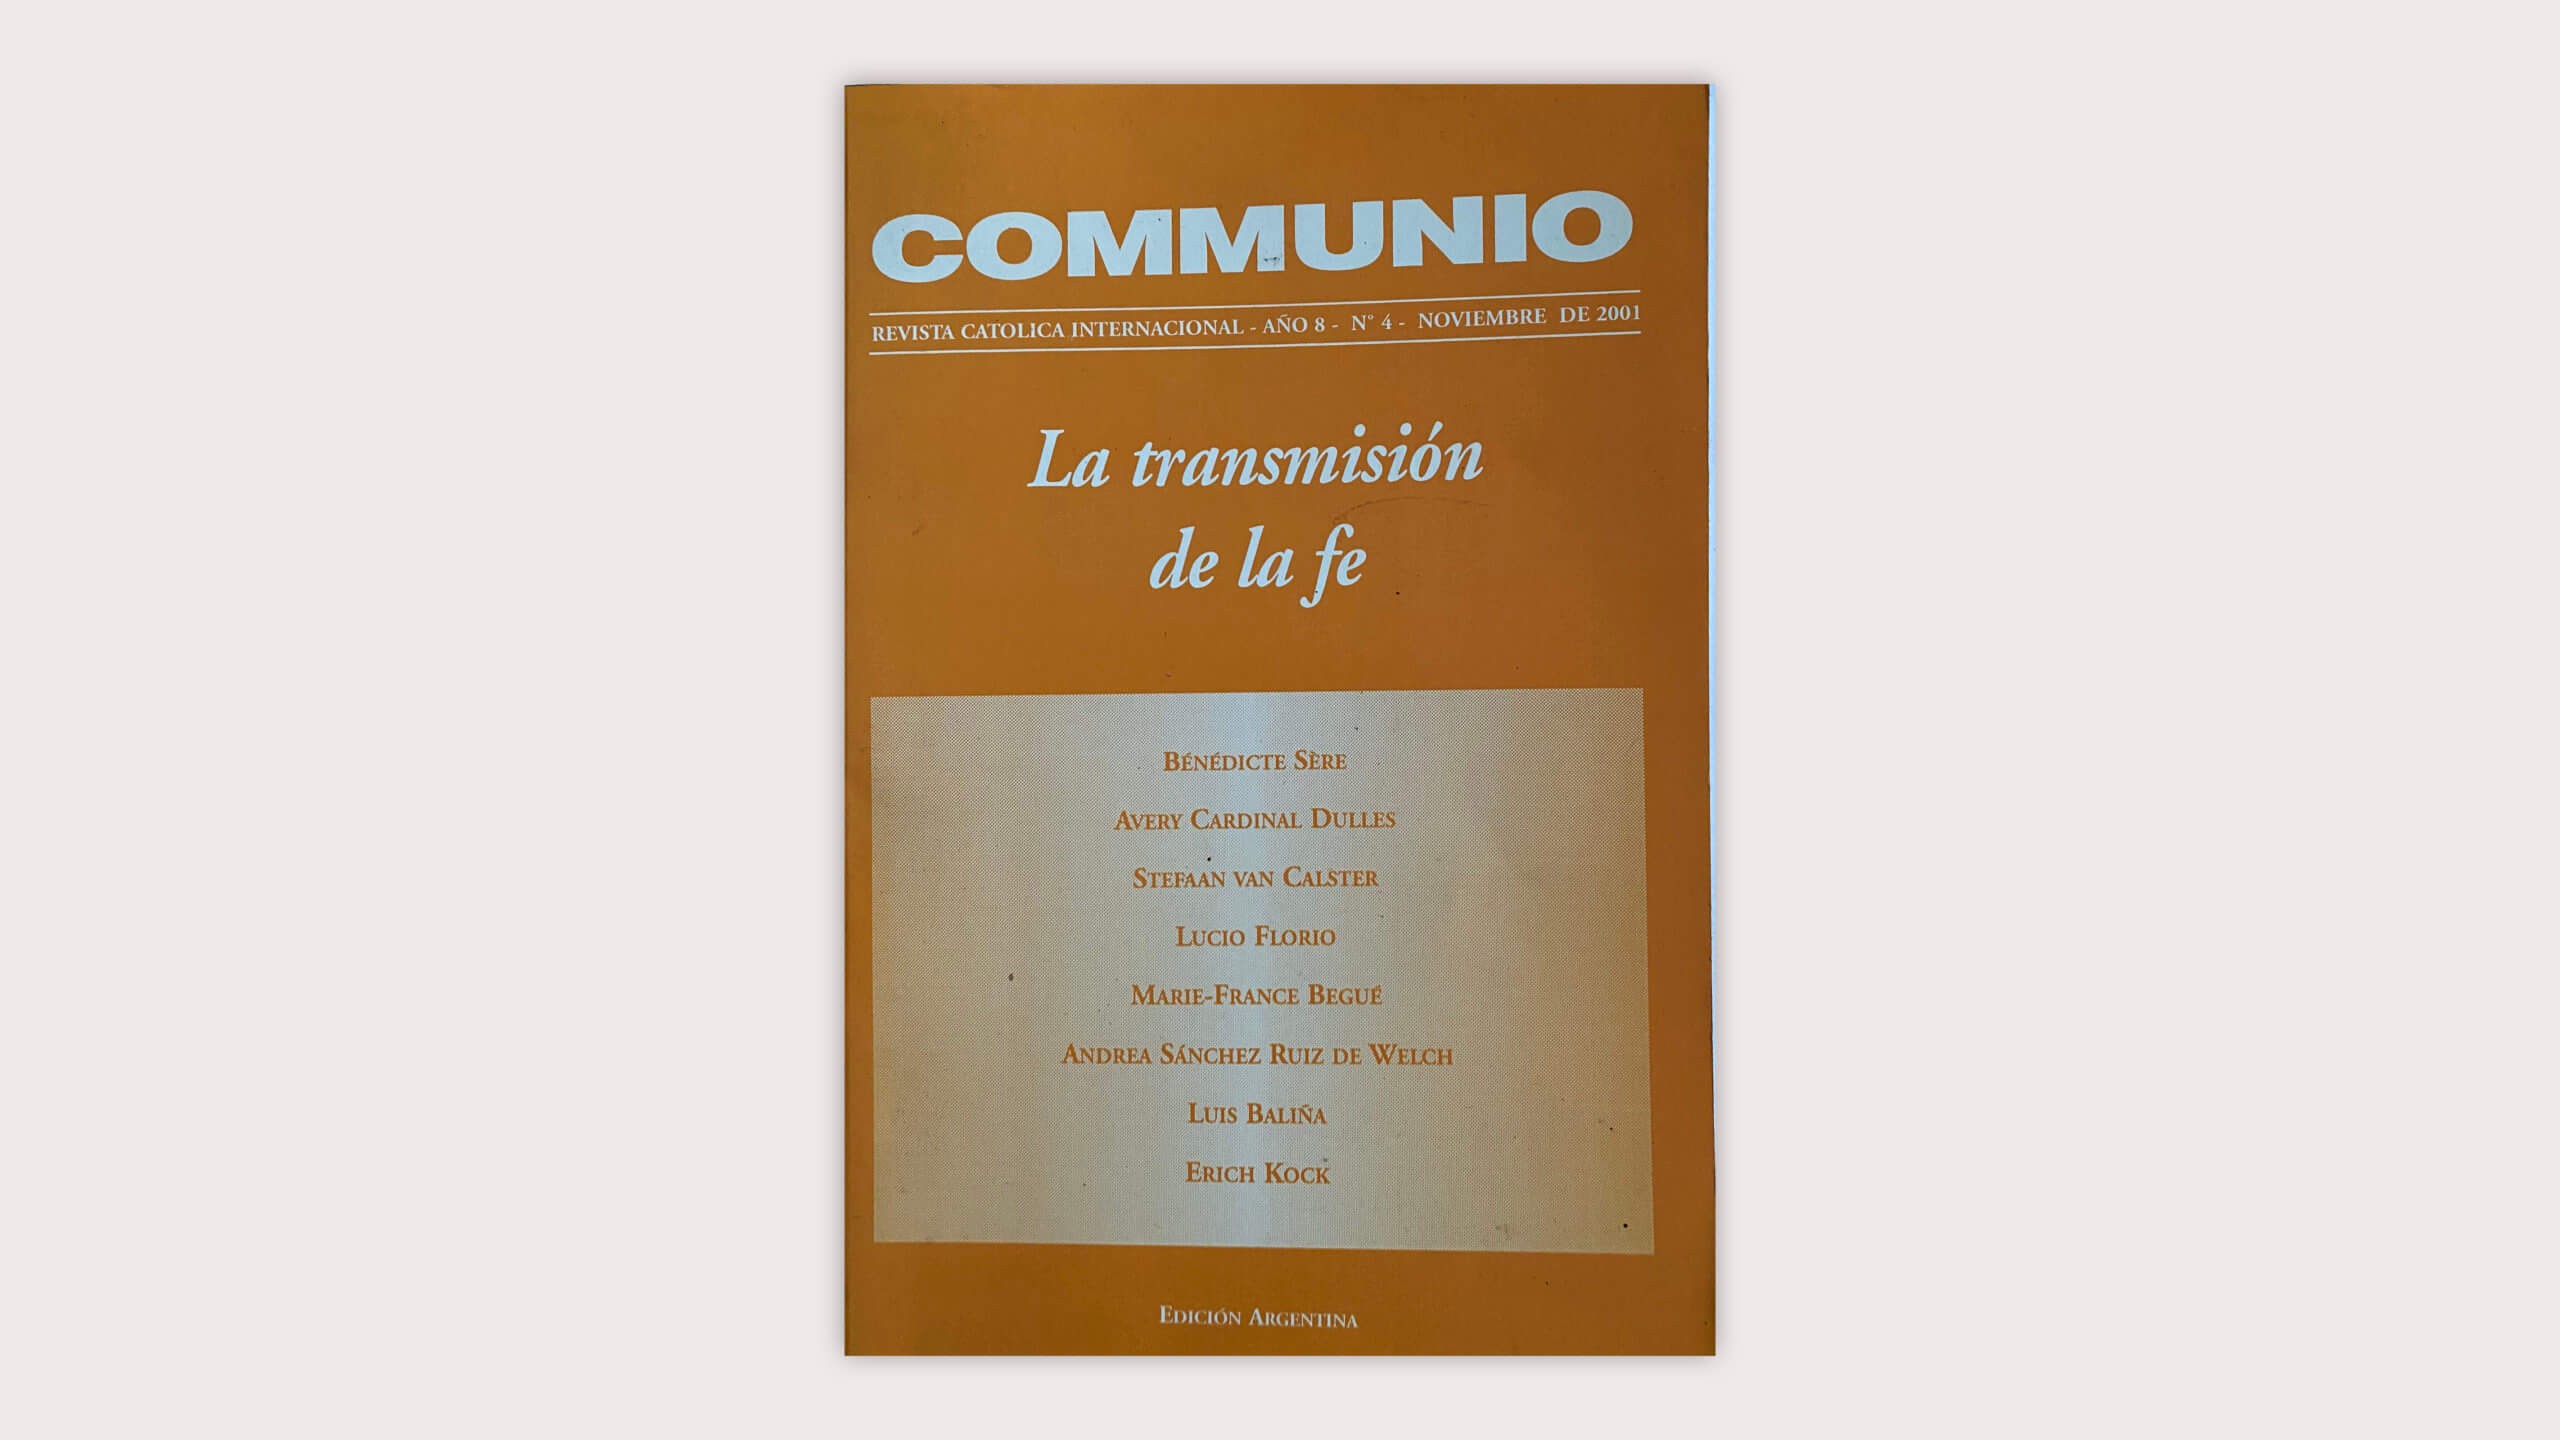 COMMUNIO
REVISTA CATOLICA INTERNACIONAL - AÑO 8 - N° 4 - NOVIEMBRE DE 2001
La transmisión
de la fe
BÉNÉDICTE SÈRE
AVERY CARDINAL DULLES
STEFAAN VAN CALSTER
LUCIO FLORIO
MARIE-FRANCE BEGUÉ
ANDREA SÁNCHEZ RUIZ DE WELCH
LUIS BALIÑA
ERICH KOCK
EDICIÓN ARGENTINA